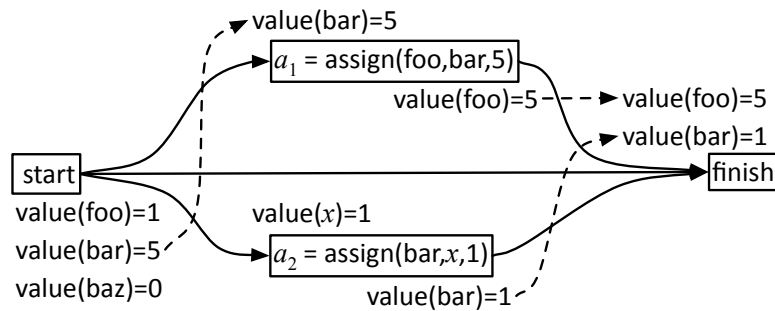 value(bar)=5
a₁ = assign(foo,bar,5)
value(foo)=5
value(foo)=5
value(bar)=1
start
finish
value(foo)=1
value(bar)=5
value(baz)=0
value(x)=1
a₂ = assign(bar,x,1)
value(bar)=1